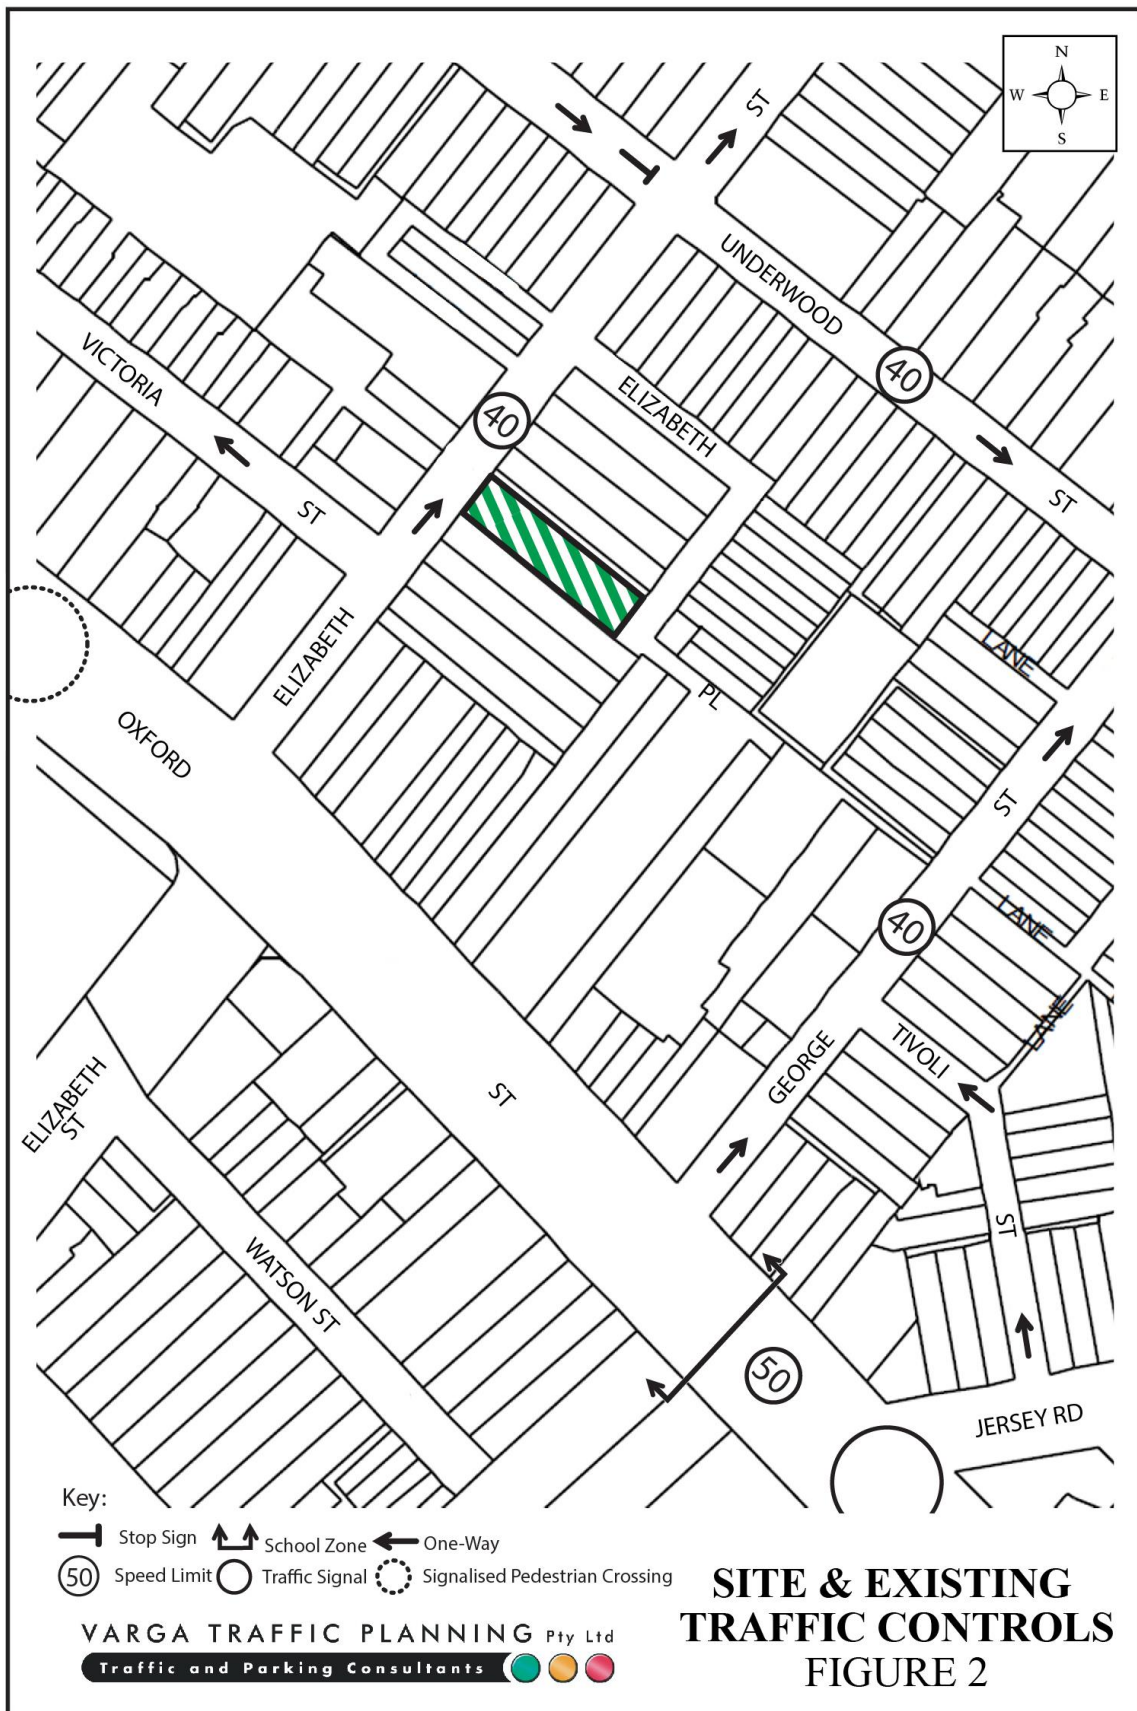 N
W E
S
ST
UNDERWOOD
40
VICTORIA
40
ELIZABETH
ST
ST
ELIZABETH
LANE
PL
OXFORD
ST
LANE
40
LANE
GEORGE
TIVOLI
ELIZABETH
ST
ST
ST
WATSON ST
50
JERSEY RD
Key:
Stop Sign School Zone One-Way
50 Speed Limit Traffic Signal Signalised Pedestrian Crossing
SITE & EXISTING
TRAFFIC CONTROLS
FIGURE 2
VARGA TRAFFIC PLANNING Pty Ltd
Traffic and Parking Consultants